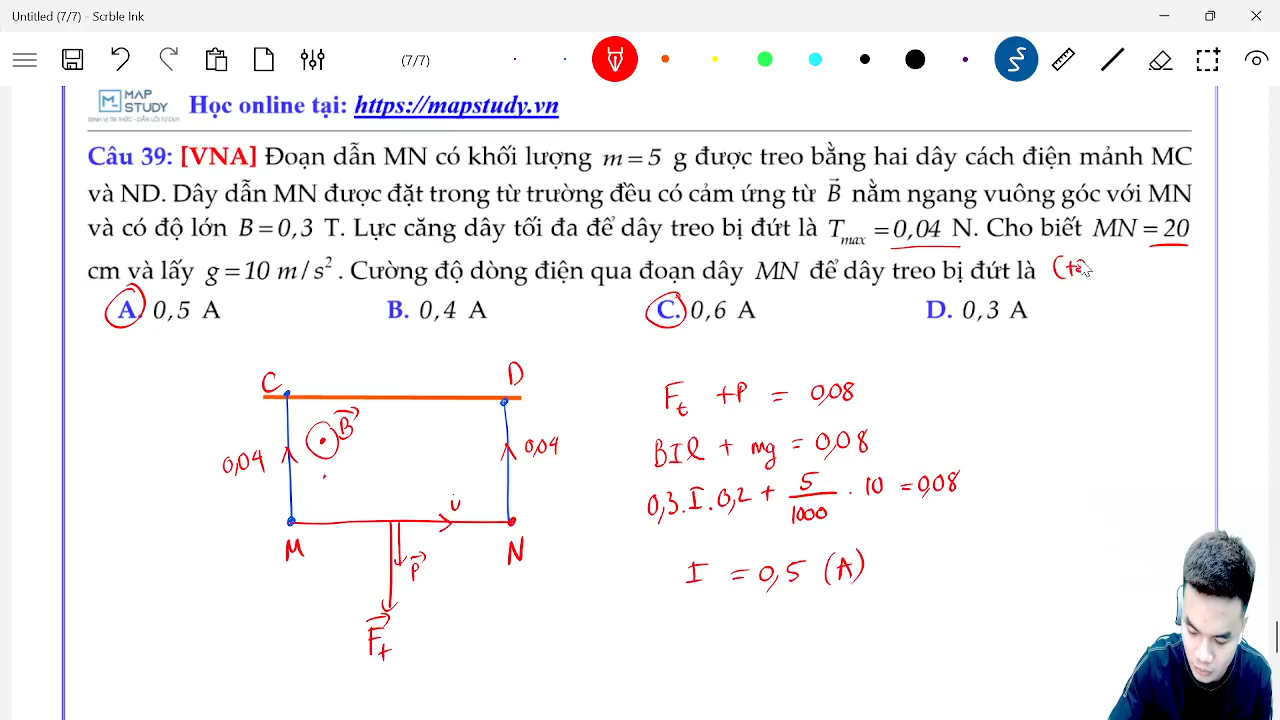 Untitled (7/7) - Scrble Ink
(7/7)
MAP STUDY
Học online tại: https://mapstudy.vn
Câu 39: [VNA] Đoạn dẫn MN có khối lượng m = 5 g được treo bằng hai dây cách điện mảnh MC
và ND. Dây dẫn MN được đặt trong từ trường đều có cảm ứng từ B⃗ nằm ngang vuông góc với MN
và có độ lớn B = 0,3 T. Lực căng dây tối đa để dây treo bị đứt là T_max = 0,04 N. Cho biết MN = 20
cm và lấy g = 10 m/s². Cường độ dòng điện qua đoạn dây MN để dây treo bị đứt là
A. 0,5 A B. 0,4 A C. 0,6 A D. 0,3 A
C D
B⃗
0,04 0,04
i
M N
P⃗
F⃗t
Ft + P = 0,08
BIl + mg = 0,08
0,3.I.0,2 + 5/1000 . 10 = 0,08
I = 0,5 (A)